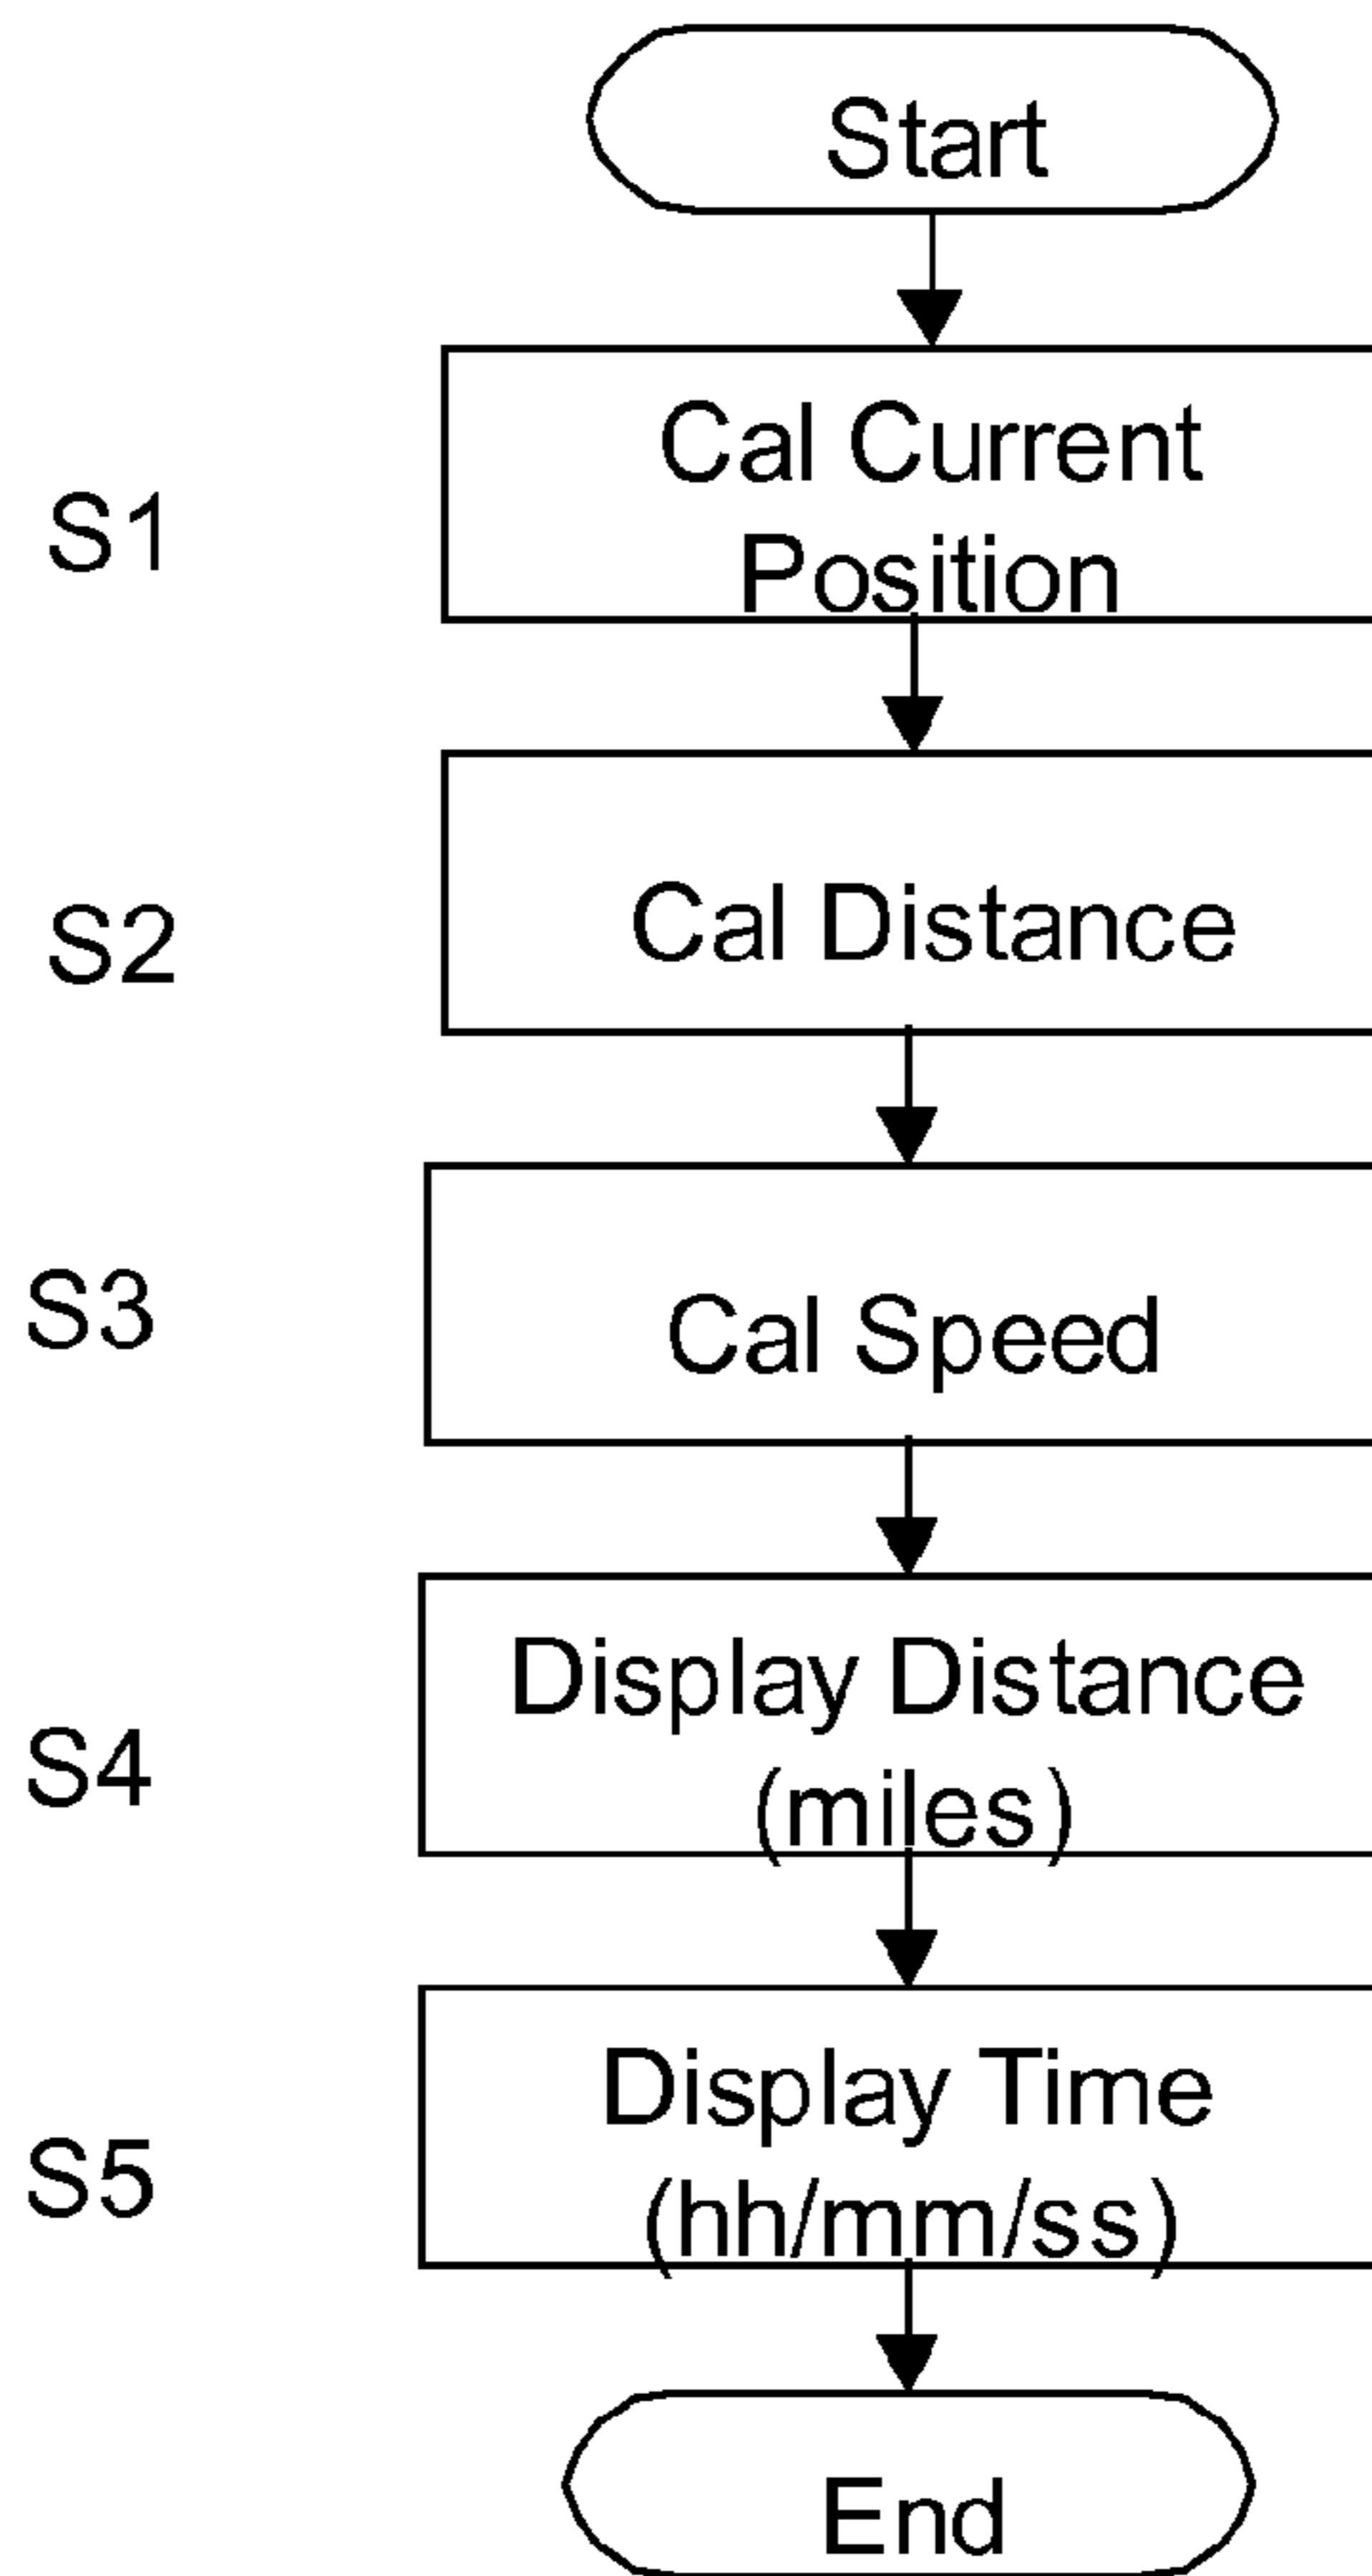 Start
S1
Cal Current
Position
S2
Cal Distance
S3
Cal Speed
S4
Display Distance
(miles)
S5
Display Time
(hh/mm/ss)
End